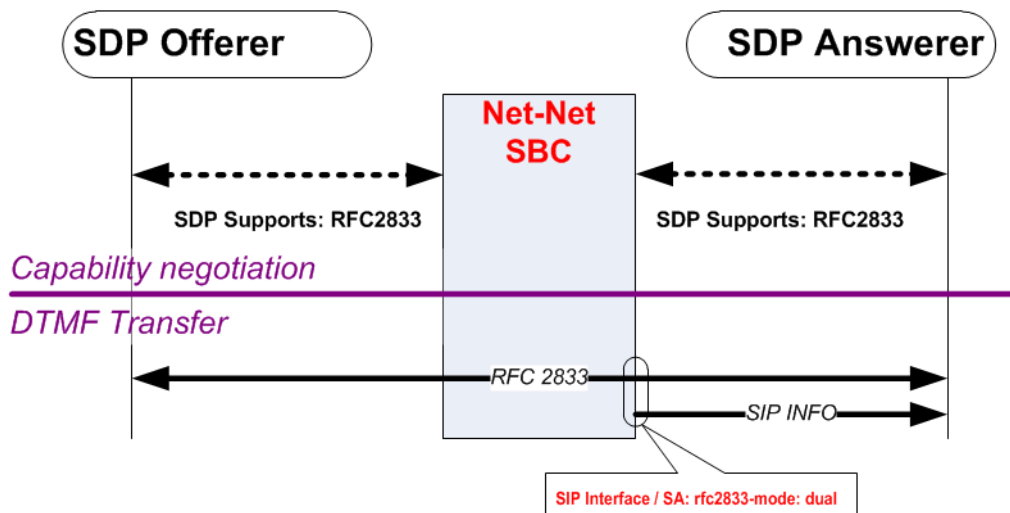 SDP Offerer
SDP Answerer
Net-Net
SBC
SDP Supports: RFC2833
SDP Supports: RFC2833
Capability negotiation
DTMF Transfer
RFC 2833
SIP INFO
SIP Interface / SA: rfc2833-mode: dual